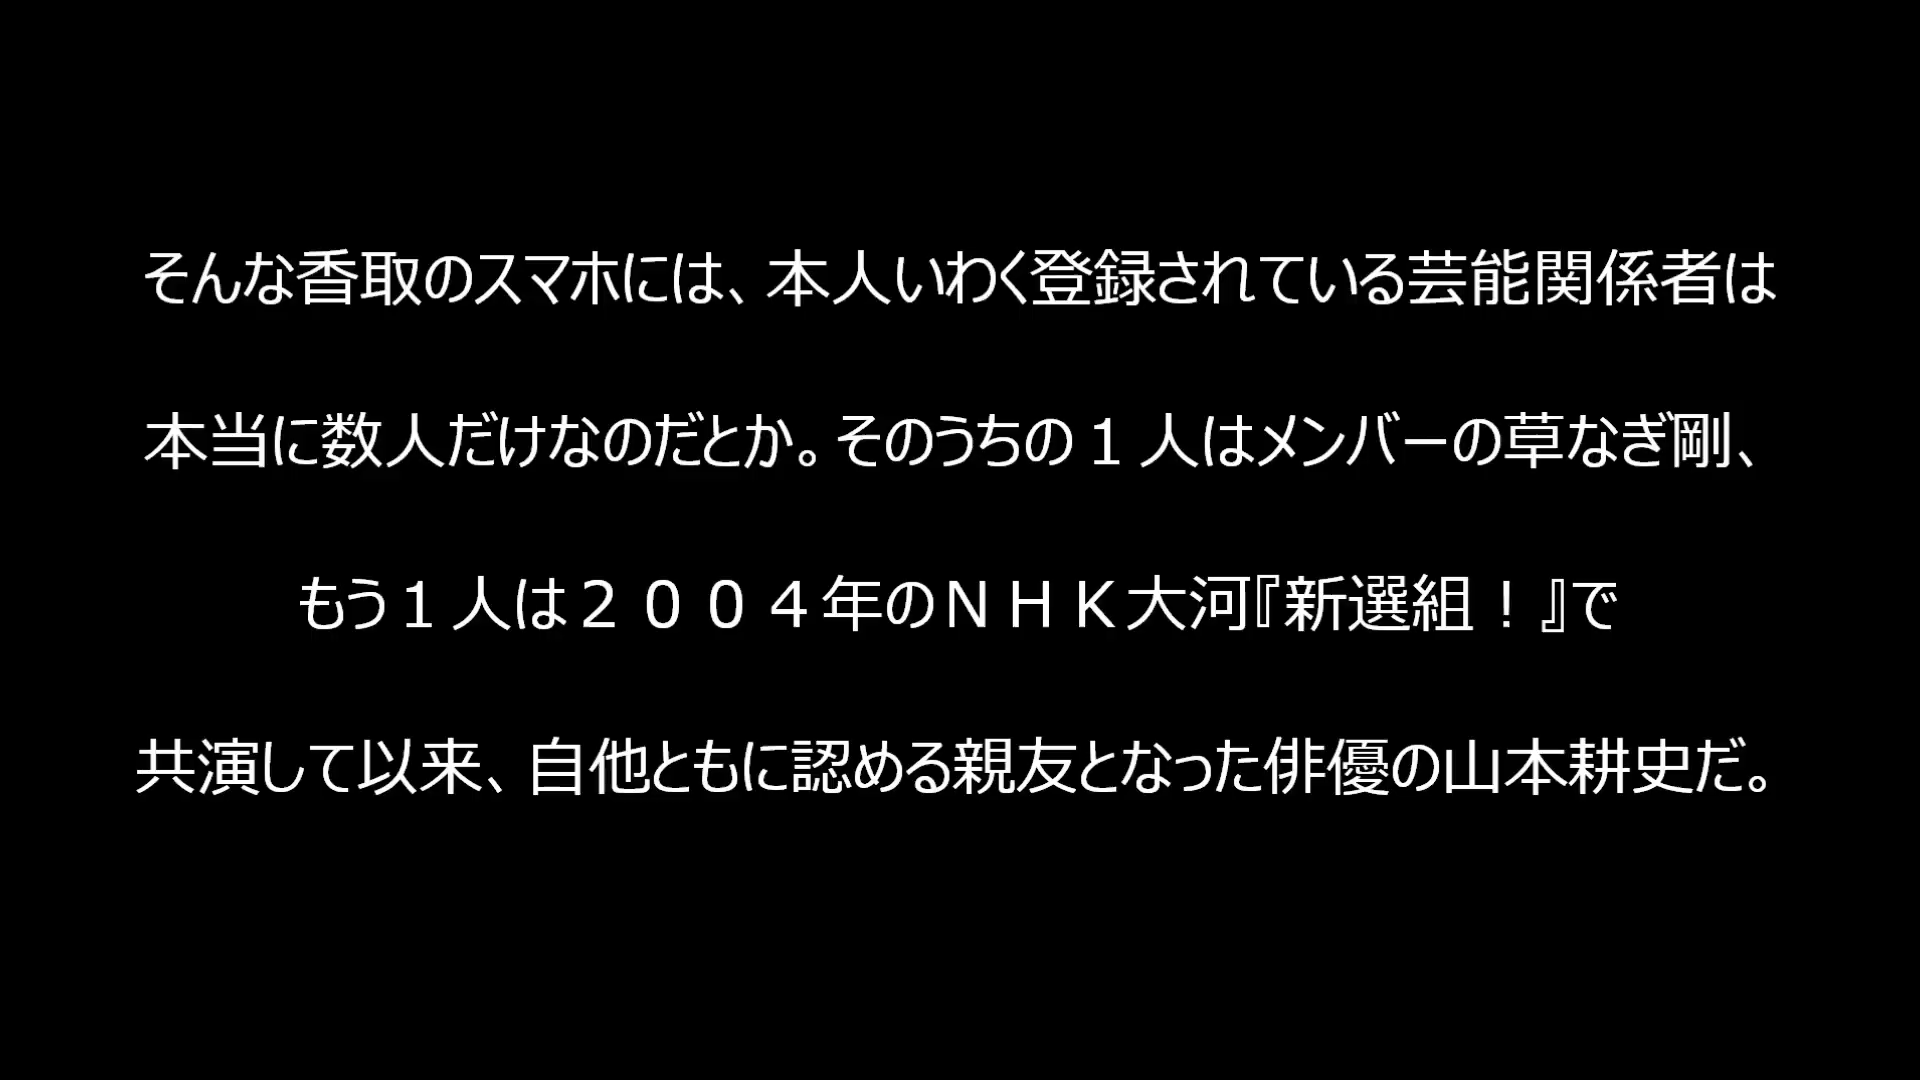 そんな香取のスマホには、本人いわく登録されている芸能関係者は
本当に数人だけなのだとか。そのうちの１人はメンバーの草なぎ剛、
もう１人は２００４年のＮＨＫ大河『新選組！』で
共演して以来、自他ともに認める親友となった俳優の山本耕史だ。